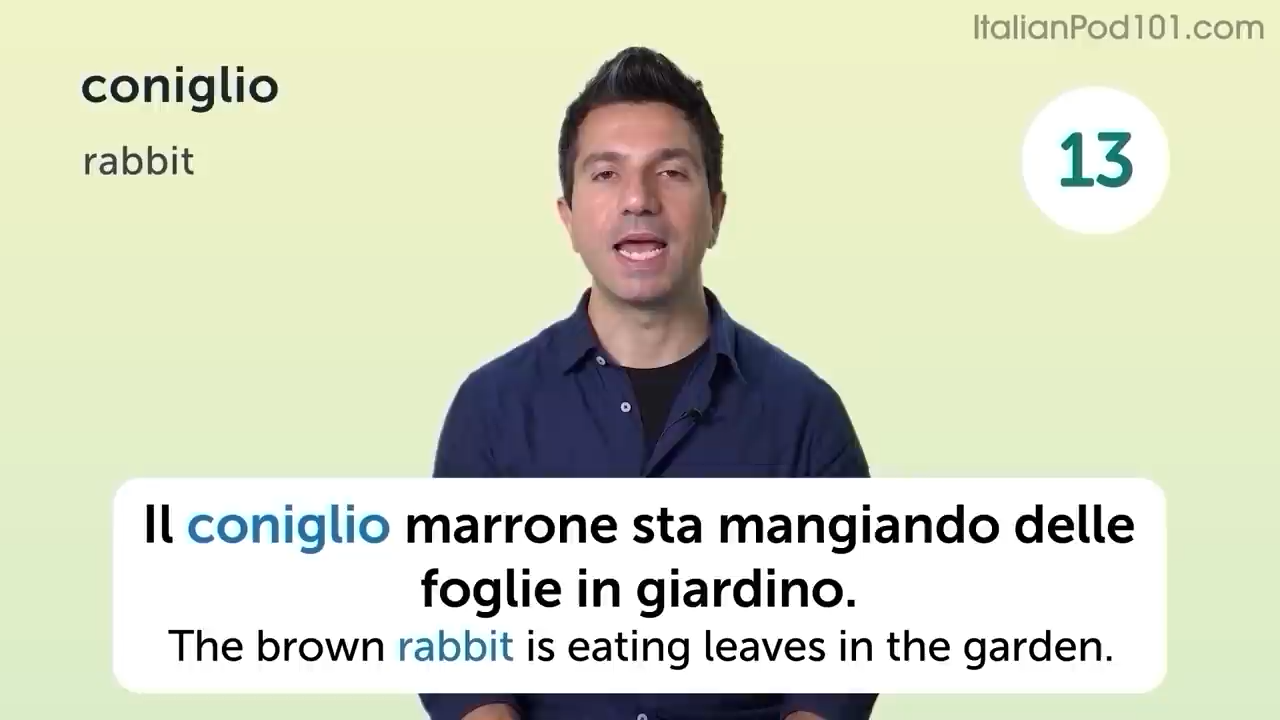 ItalianPod101.com
coniglio
rabbit
13
Il coniglio marrone sta mangiando delle
foglie in giardino.
The brown rabbit is eating leaves in the garden.